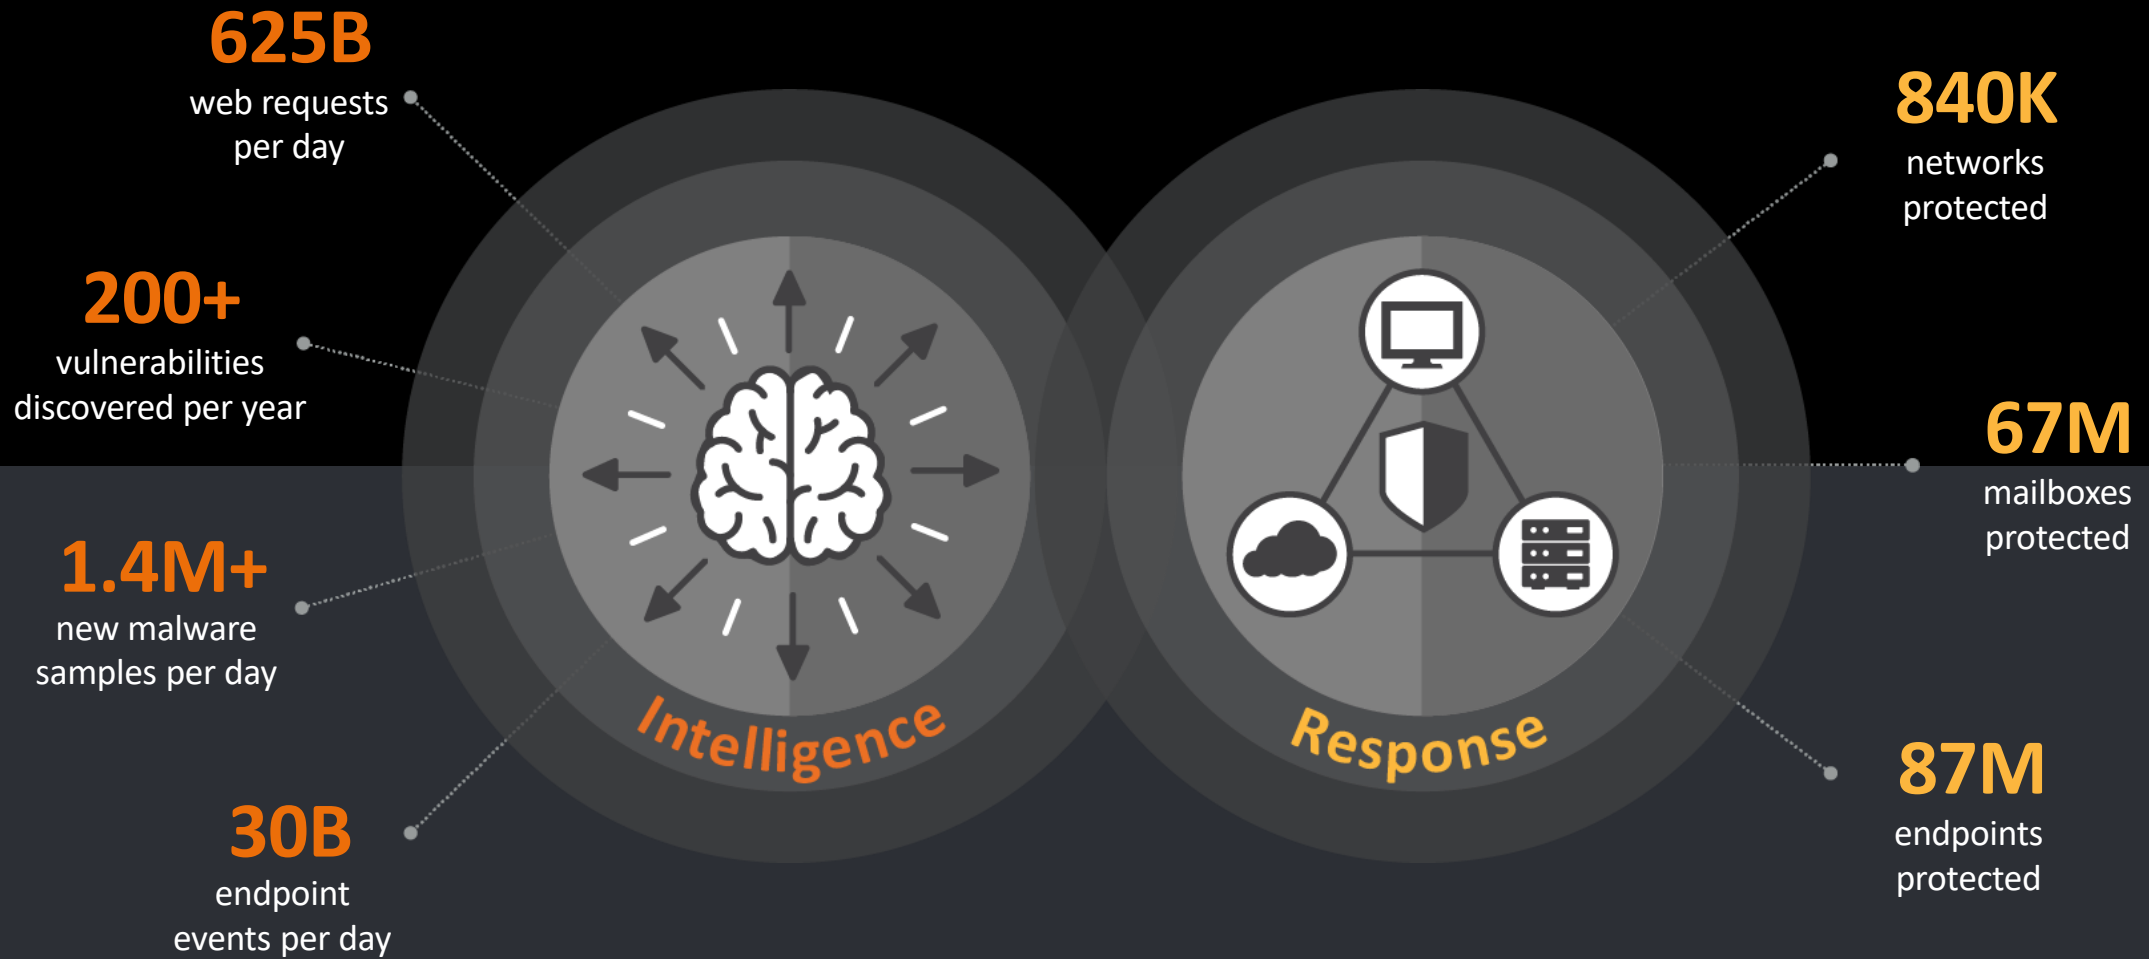 625B
web requests
per day
200+
vulnerabilities
discovered per year
1.4M+
new malware
samples per day
30B
endpoint
events per day
Intelligence
Response
840K
networks
protected
67M
mailboxes
protected
87M
endpoints
protected